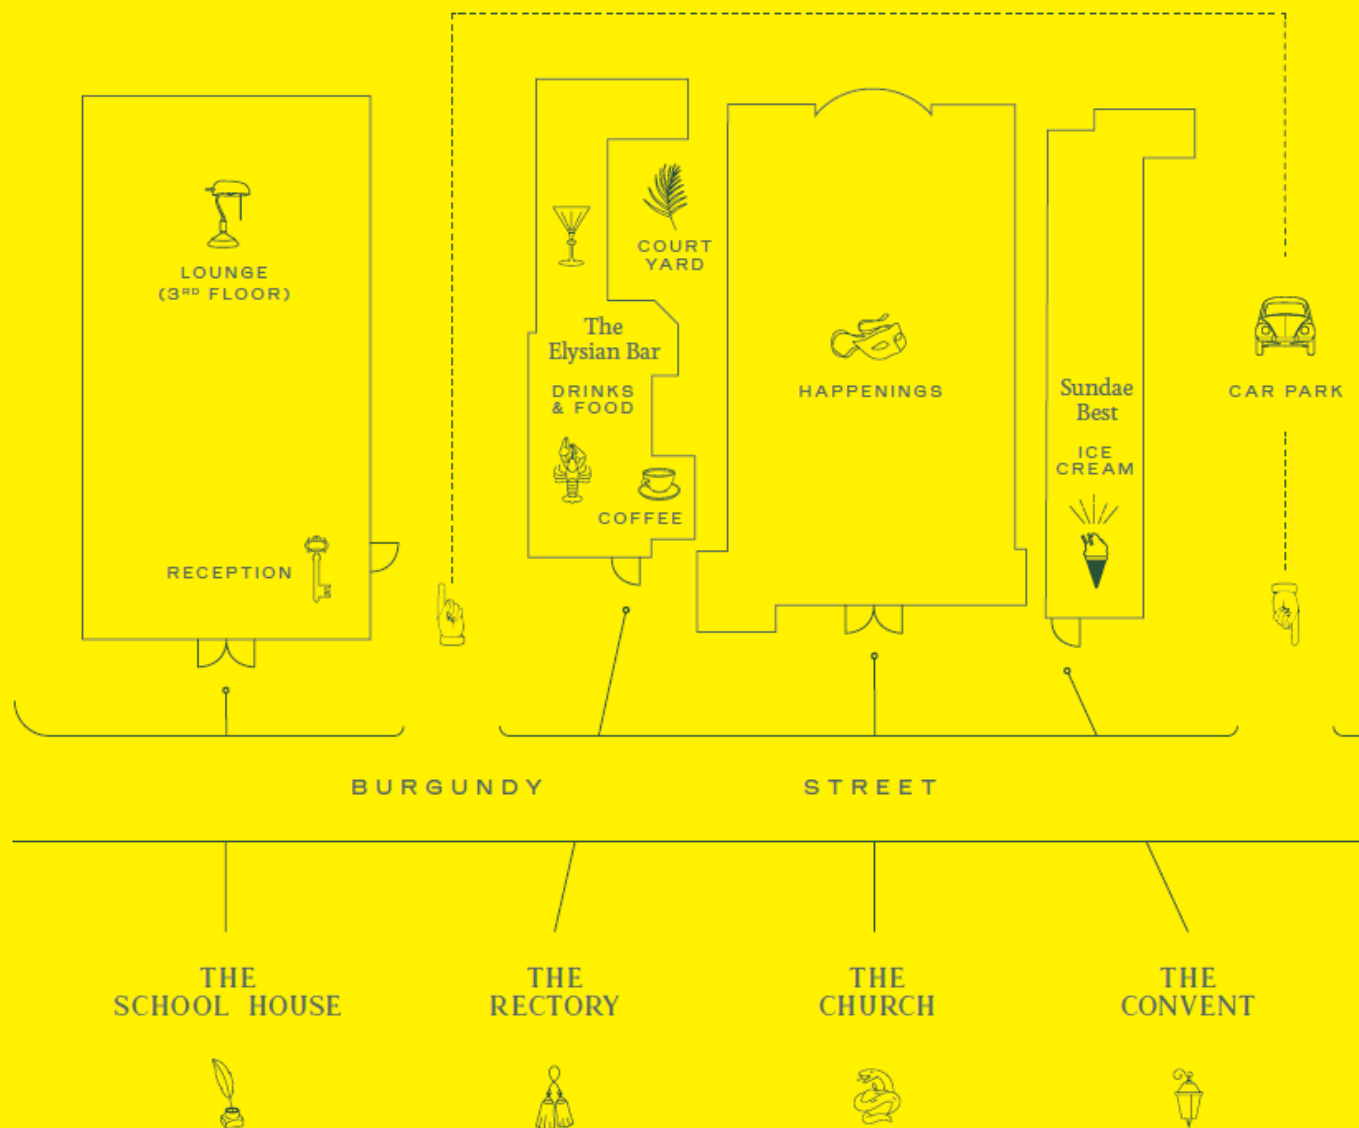 LOUNGE
(3RD FLOOR)
RECEPTION
COURT
YARD
The
Elysian Bar
DRINKS
& FOOD
COFFEE
HAPPENINGS
Sundae
Best
ICE
CREAM
CAR PARK
BURGUNDY STREET
THE
SCHOOL HOUSE
THE
RECTORY
THE
CHURCH
THE
CONVENT